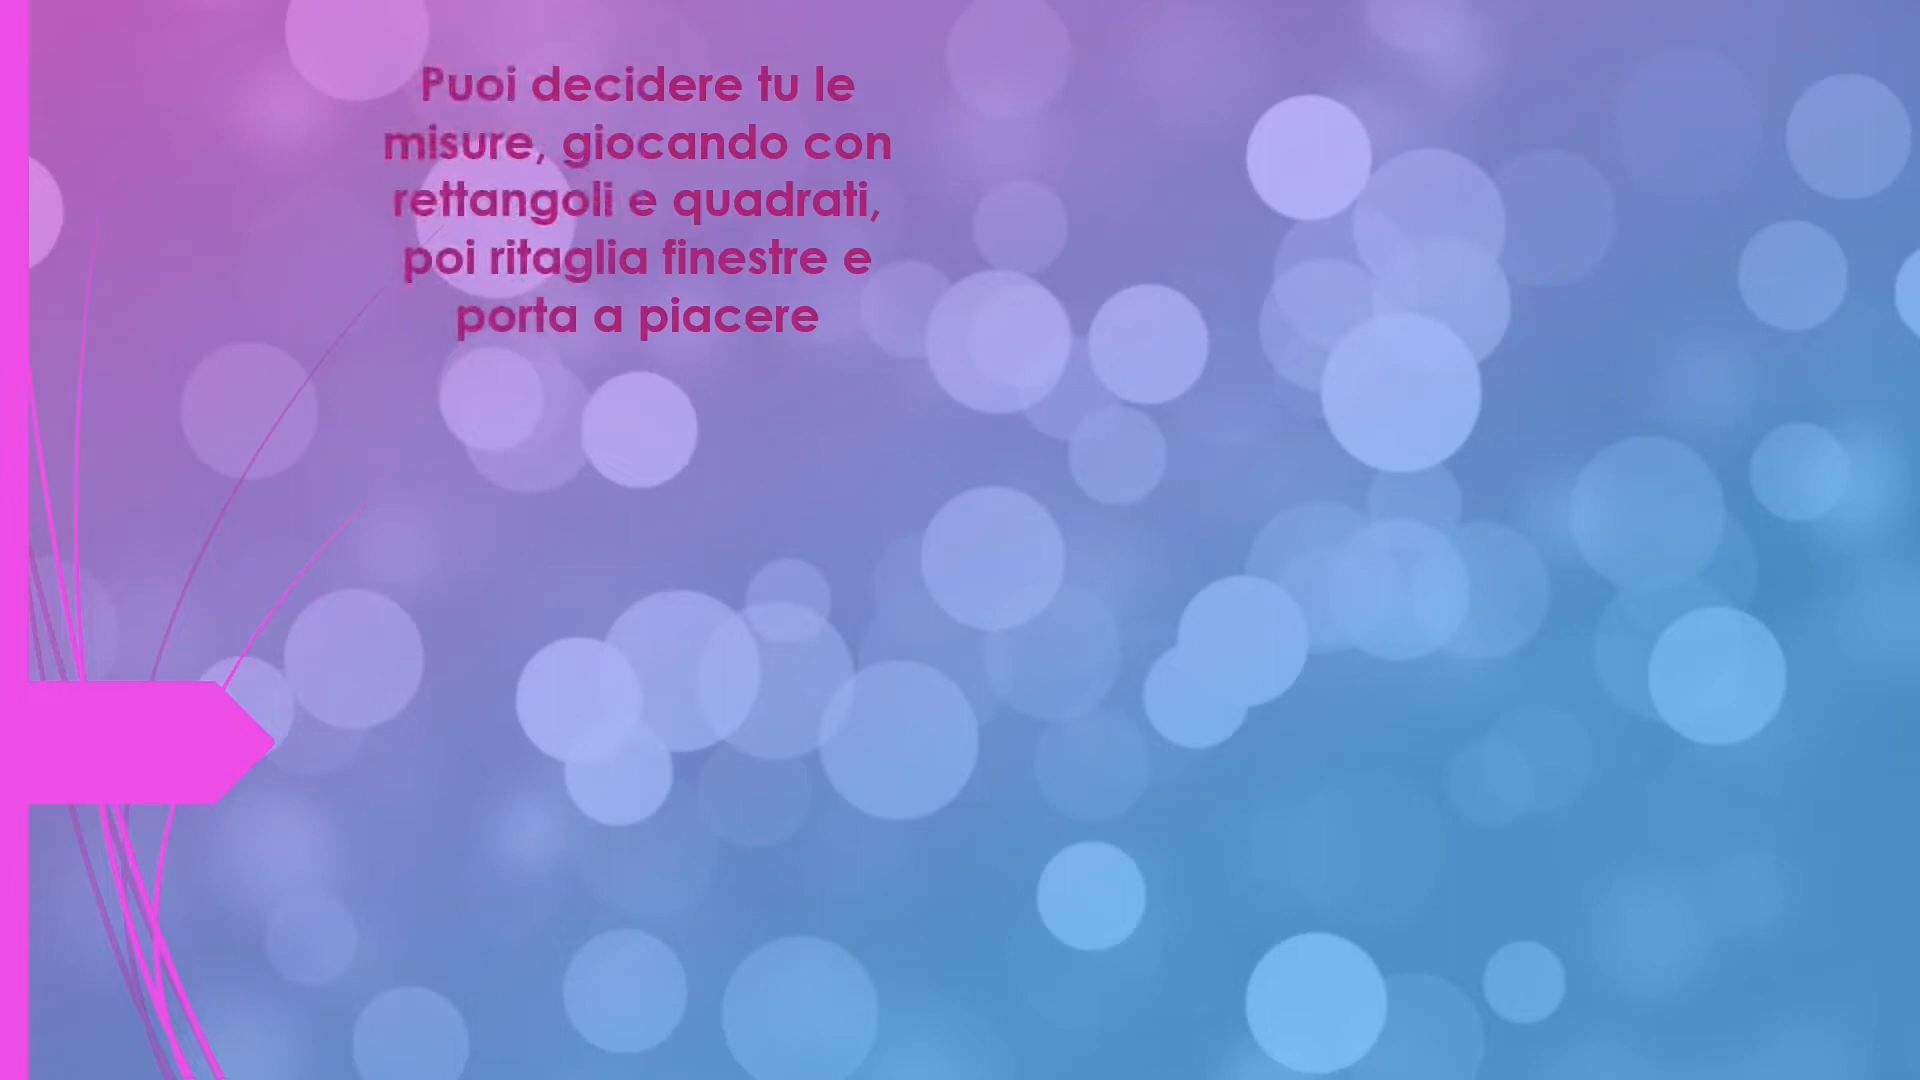 Puoi decidere tu le
misure, giocando con
rettangoli e quadrati,
poi ritaglia finestre e
porta a piacere